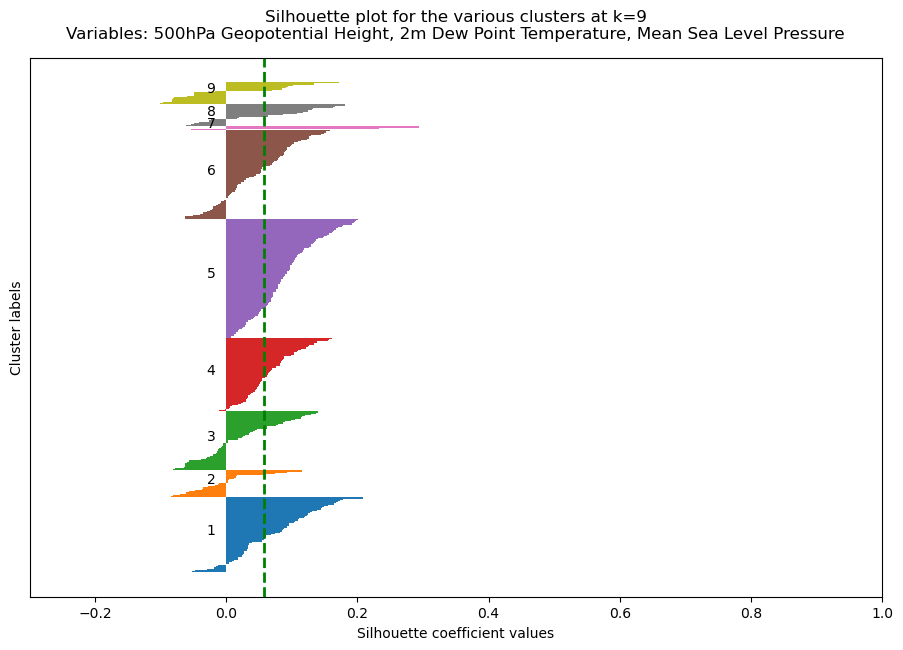 Silhouette plot for the various clusters at k=9
Variables: 500hPa Geopotential Height, 2m Dew Point Temperature, Mean Sea Level Pressure
Cluster labels
9
8
7
6
5
4
3
2
1
−0.2 0.0 0.2 0.4 0.6 0.8 1.0
Silhouette coefficient values